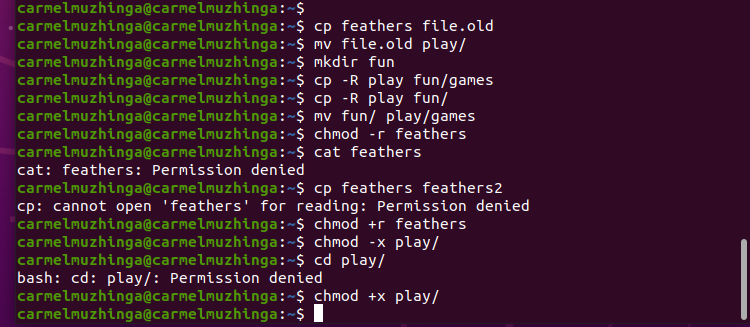 carmelmuzhinga@carmelmuzhinga:~$
carmelmuzhinga@carmelmuzhinga:~$ cp feathers file.old
carmelmuzhinga@carmelmuzhinga:~$ mv file.old play/
carmelmuzhinga@carmelmuzhinga:~$ mkdir fun
carmelmuzhinga@carmelmuzhinga:~$ cp -R play fun/games
carmelmuzhinga@carmelmuzhinga:~$ cp -R play fun/
carmelmuzhinga@carmelmuzhinga:~$ mv fun/ play/games
carmelmuzhinga@carmelmuzhinga:~$ chmod -r feathers
carmelmuzhinga@carmelmuzhinga:~$ cat feathers
cat: feathers: Permission denied
carmelmuzhinga@carmelmuzhinga:~$ cp feathers feathers2
cp: cannot open 'feathers' for reading: Permission denied
carmelmuzhinga@carmelmuzhinga:~$ chmod +r feathers
carmelmuzhinga@carmelmuzhinga:~$ chmod -x play/
carmelmuzhinga@carmelmuzhinga:~$ cd play/
bash: cd: play/: Permission denied
carmelmuzhinga@carmelmuzhinga:~$ chmod +x play/
carmelmuzhinga@carmelmuzhinga:~$